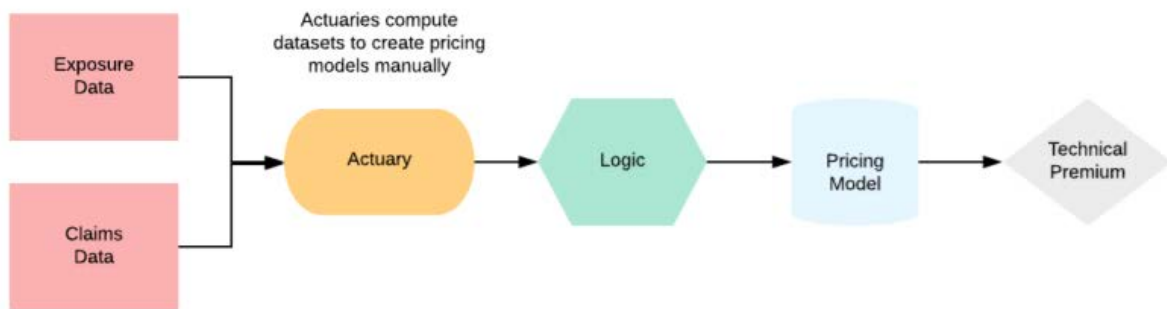 Actuaries compute
datasets to create pricing
models manually
Exposure
Data
Claims
Data
Actuary
Logic
Pricing
Model
Technical
Premium